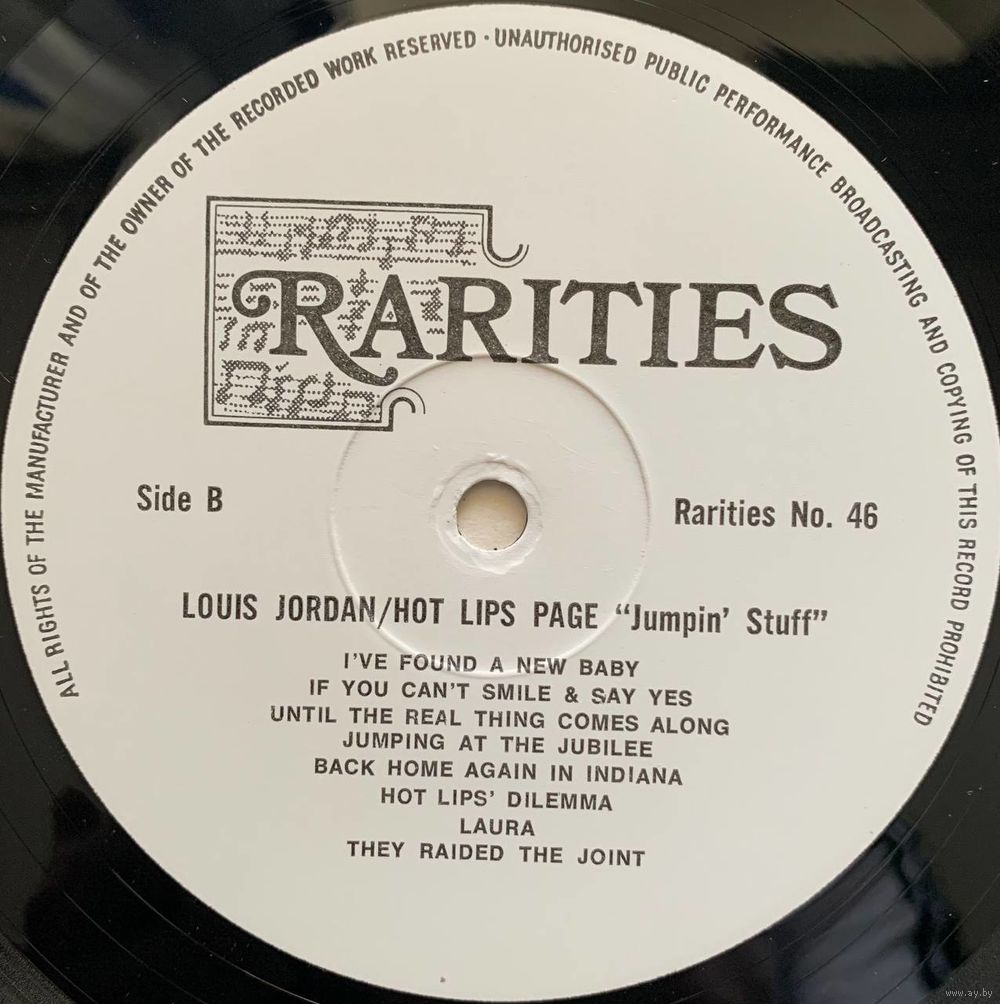 ALL RIGHTS OF THE MANUFACTURER AND OF THE OWNER OF THE RECORDED WORK RESERVED · UNAUTHORISED PUBLIC PERFORMANCE BROADCASTING AND COPYING OF THIS RECORD PROHIBITED
RARITIES
Side B
Rarities No. 46
LOUIS JORDAN/HOT LIPS PAGE “Jumpin’ Stuff”
I’VE FOUND A NEW BABY
IF YOU CAN’T SMILE & SAY YES
UNTIL THE REAL THING COMES ALONG
JUMPING AT THE JUBILEE
BACK HOME AGAIN IN INDIANA
HOT LIPS’ DILEMMA
LAURA
THEY RAIDED THE JOINT
www.ay.by